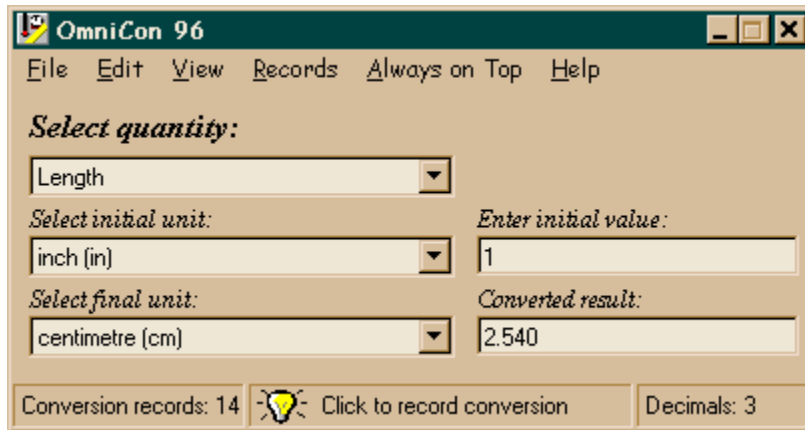 OmniCon 96
File Edit View Records Always on Top Help
Select quantity:
Length
Select initial unit: Enter initial value:
inch (in) 1
Select final unit: Converted result:
centimetre (cm) 2.540
Conversion records: 14 Click to record conversion Decimals: 3